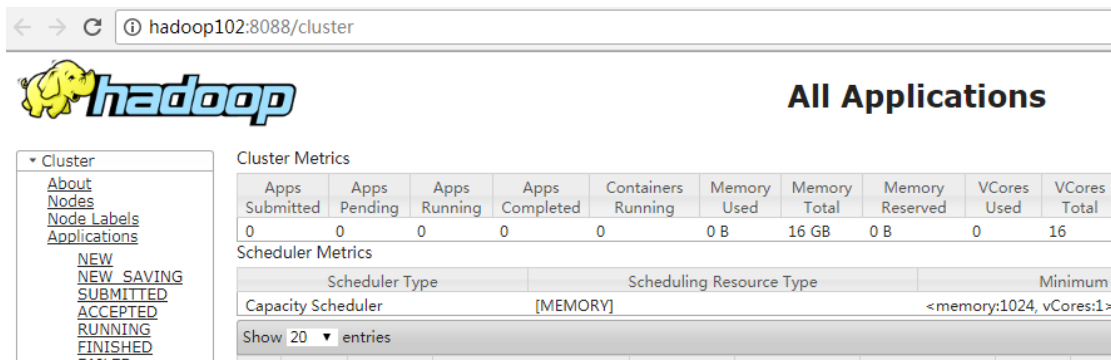 hadoop102:8088/cluster
hadoop
All Applications
Cluster
About
Nodes
Node Labels
Applications
NEW
NEW_SAVING
SUBMITTED
ACCEPTED
RUNNING
FINISHED
Cluster Metrics
Apps Submitted Apps Pending Apps Running Apps Completed Containers Running Memory Used Memory Total Memory Reserved VCores Used VCores Total
0 0 0 0 0 0 B 16 GB 0 B 0 16
Scheduler Metrics
Scheduler Type Scheduling Resource Type Minimum
Capacity Scheduler [MEMORY] <memory:1024, vCores:1>
Show 20 entries